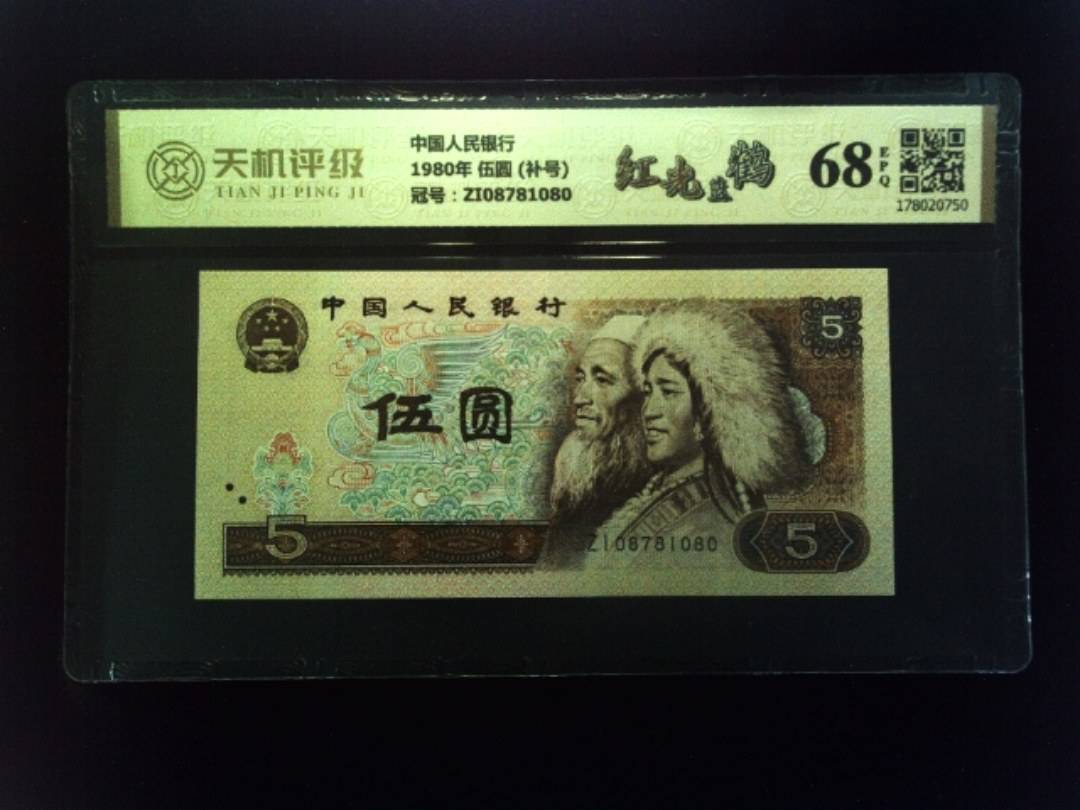 天机评级
TIAN JI PING JI
中国人民银行
1980年 伍圆 (补号)
冠号：ZI08781080
红光蓝鹤
68
EPQ
178020750
中国人民银行
5
伍圆
ZI08781080
5
5